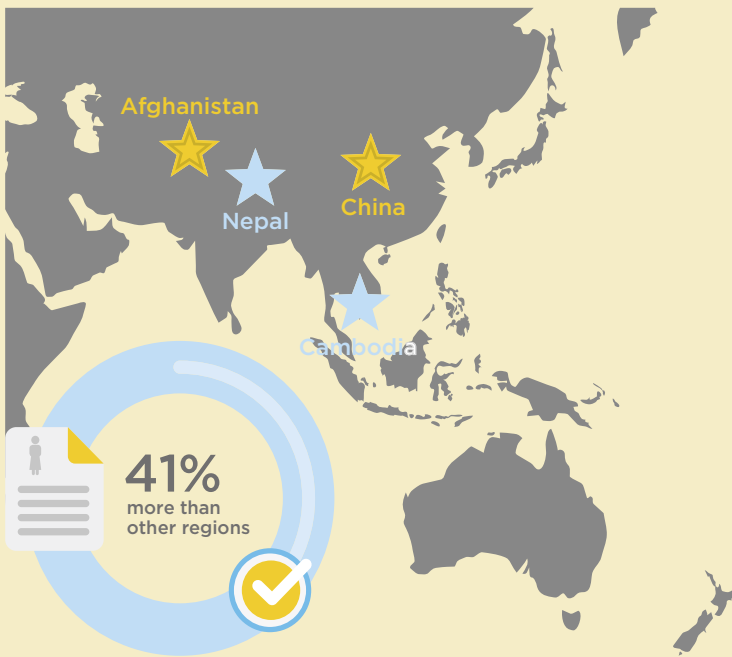 Afghanistan
Nepal
China
Cambodia
41%
more than
other regions